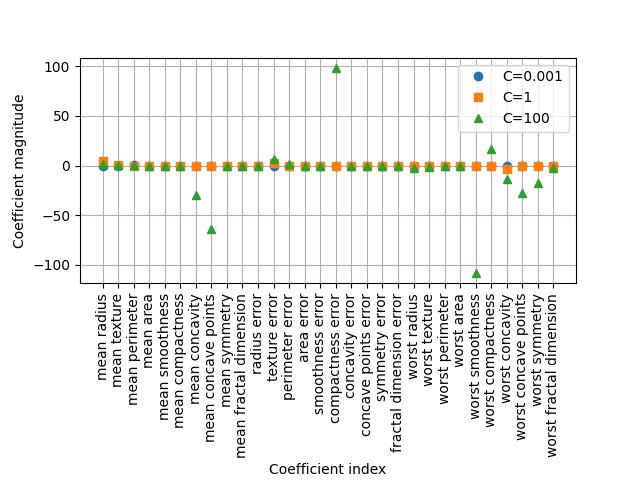 Coefficient magnitude
100
50
0
−50
−100
C=0.001
C=1
C=100
mean radius
mean texture
mean perimeter
mean area
mean smoothness
mean compactness
mean concavity
mean concave points
mean symmetry
mean fractal dimension
radius error
texture error
perimeter error
area error
smoothness error
compactness error
concavity error
concave points error
symmetry error
fractal dimension error
worst radius
worst texture
worst perimeter
worst area
worst smoothness
worst compactness
worst concavity
worst concave points
worst symmetry
worst fractal dimension
Coefficient index